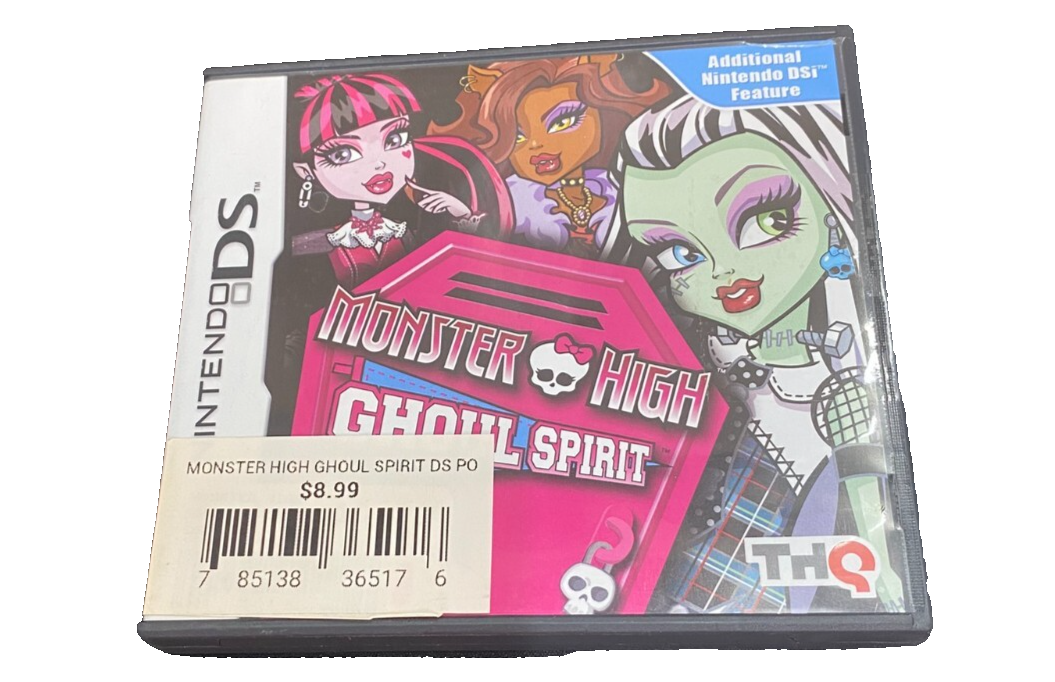 Additional
Nintendo DSi™
Feature
NINTENDO DS™
MONSTER HIGH
GHOUL SPIRIT™
MONSTER HIGH GHOUL SPIRIT DS PO
$8.99
7 85138 36517 6
THQ